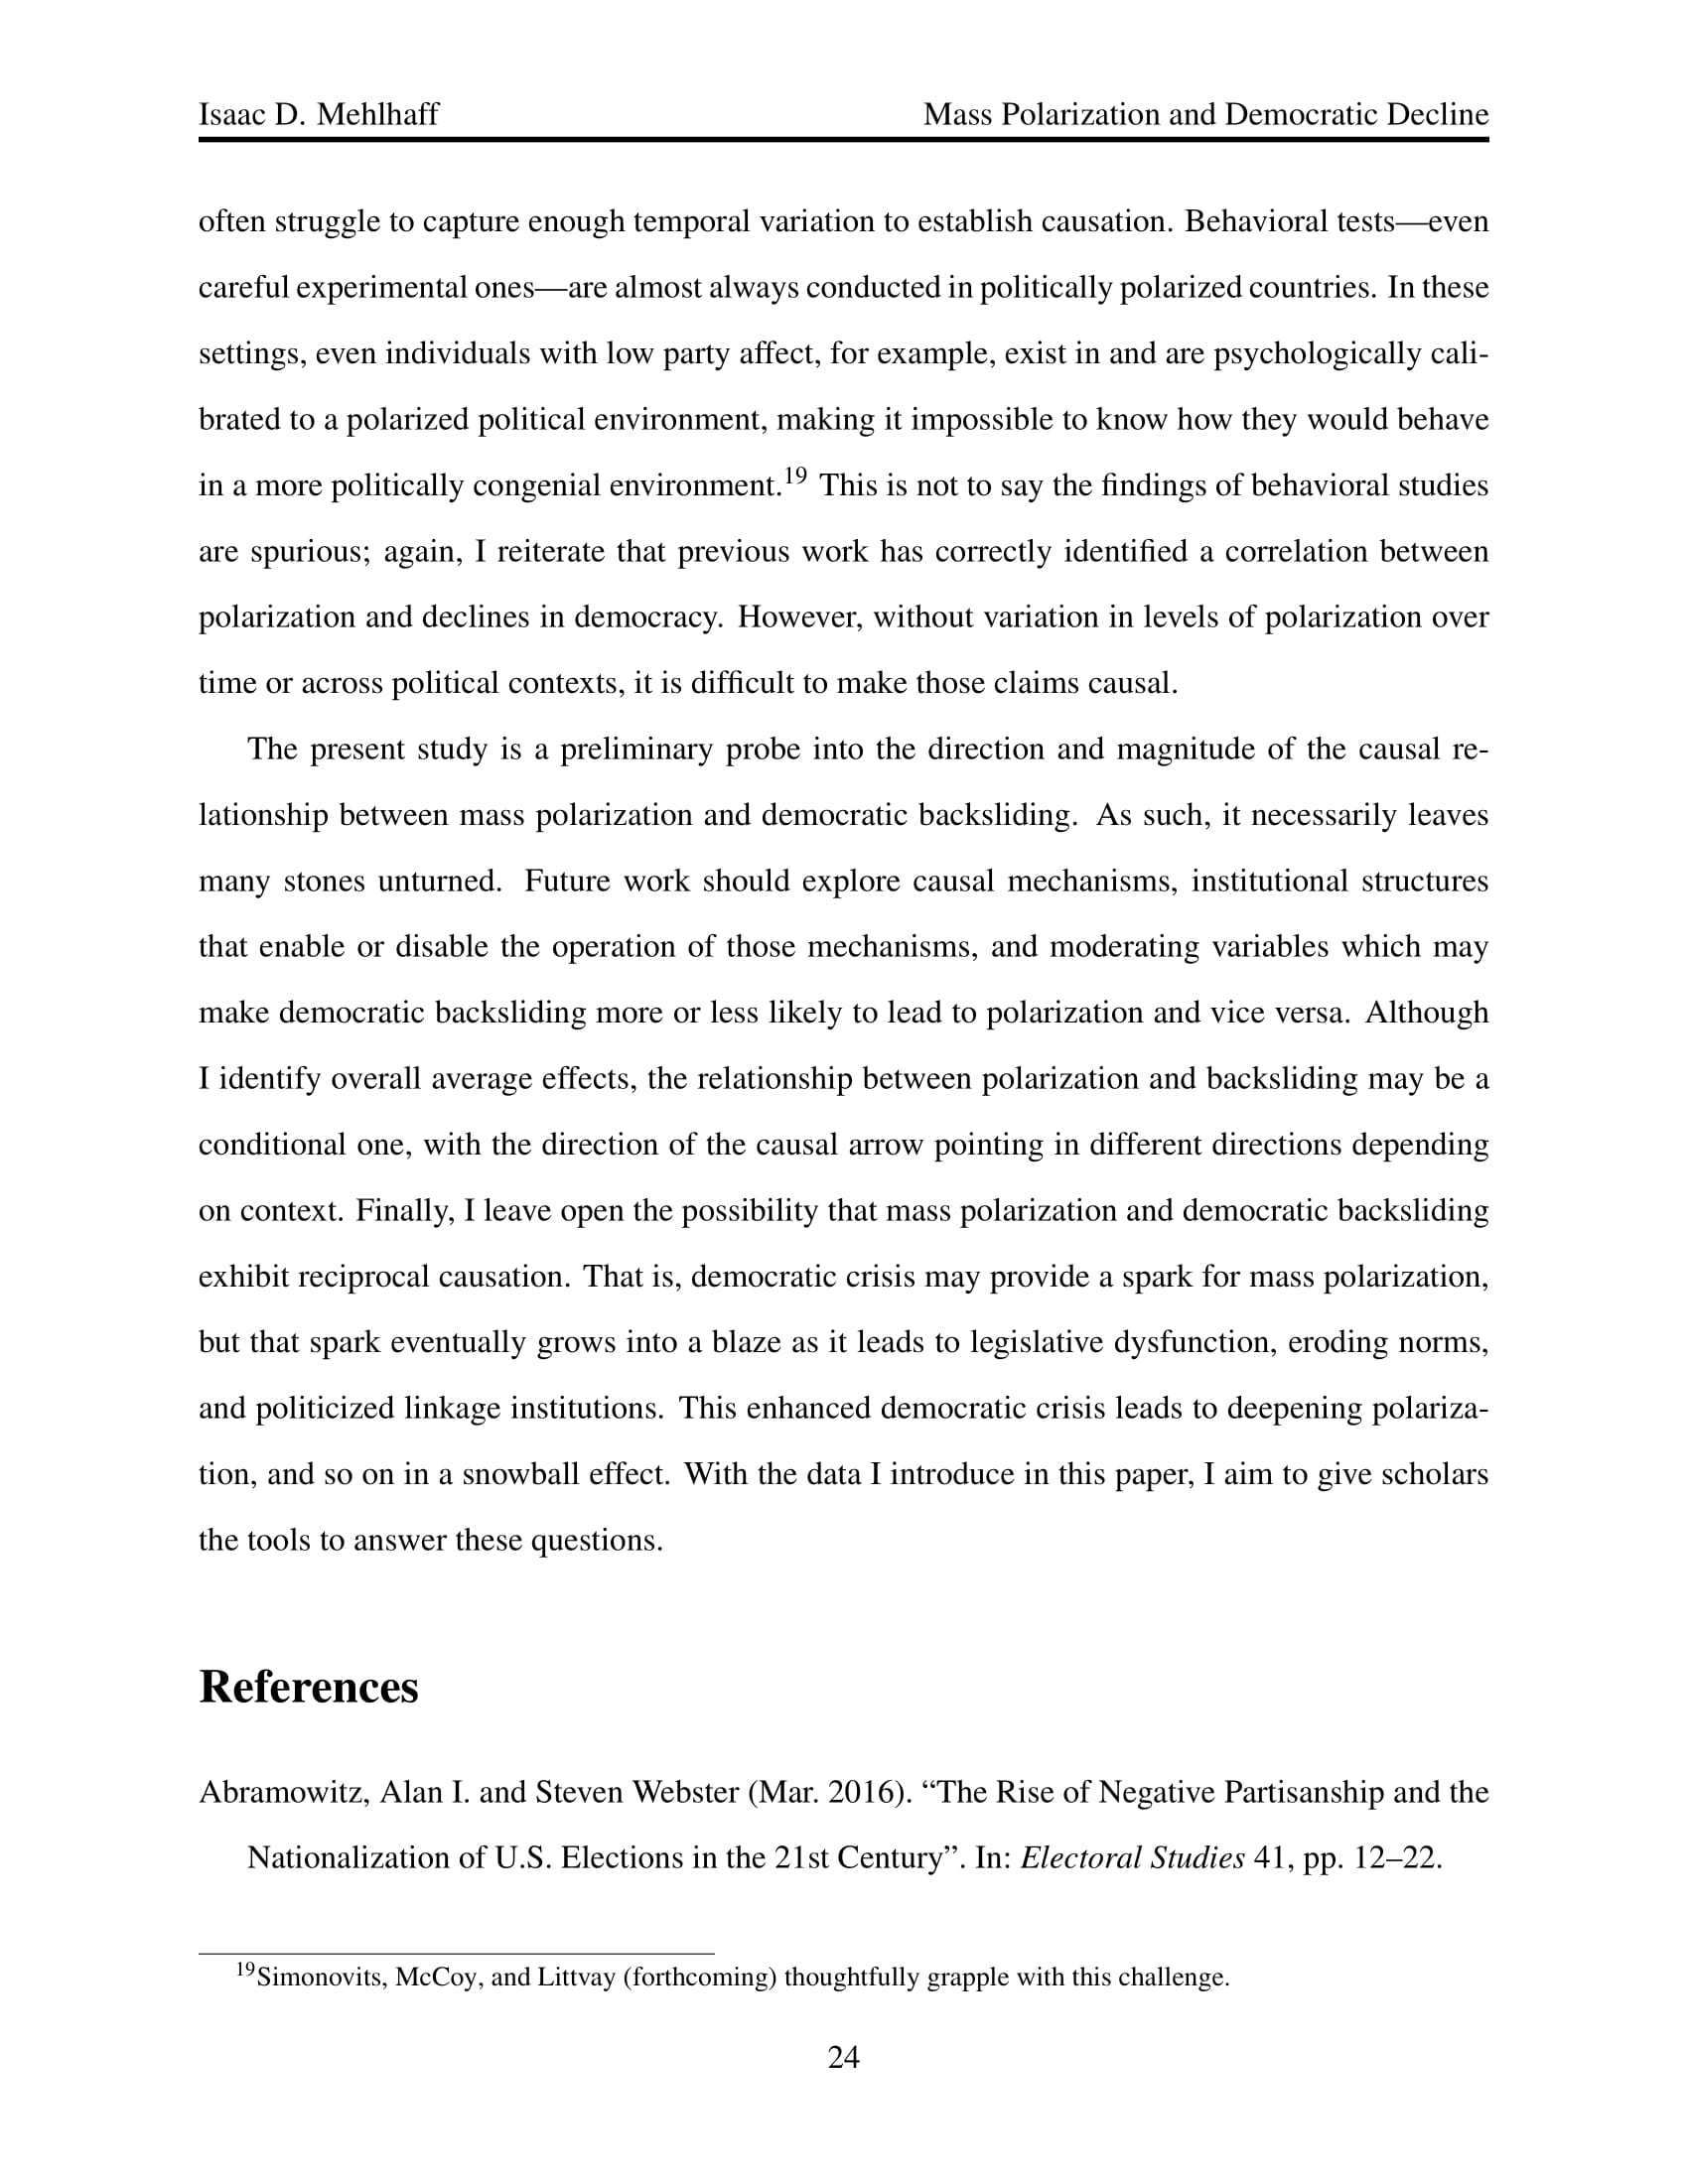 Isaac D. Mehlhaff Mass Polarization and Democratic Decline
often struggle to capture enough temporal variation to establish causation. Behavioral tests—even
careful experimental ones—are almost always conducted in politically polarized countries. In these
settings, even individuals with low party affect, for example, exist in and are psychologically cali-
brated to a polarized political environment, making it impossible to know how they would behave
in a more politically congenial environment.19 This is not to say the findings of behavioral studies
are spurious; again, I reiterate that previous work has correctly identified a correlation between
polarization and declines in democracy. However, without variation in levels of polarization over
time or across political contexts, it is difficult to make those claims causal.
The present study is a preliminary probe into the direction and magnitude of the causal re-
lationship between mass polarization and democratic backsliding. As such, it necessarily leaves
many stones unturned. Future work should explore causal mechanisms, institutional structures
that enable or disable the operation of those mechanisms, and moderating variables which may
make democratic backsliding more or less likely to lead to polarization and vice versa. Although
I identify overall average effects, the relationship between polarization and backsliding may be a
conditional one, with the direction of the causal arrow pointing in different directions depending
on context. Finally, I leave open the possibility that mass polarization and democratic backsliding
exhibit reciprocal causation. That is, democratic crisis may provide a spark for mass polarization,
but that spark eventually grows into a blaze as it leads to legislative dysfunction, eroding norms,
and politicized linkage institutions. This enhanced democratic crisis leads to deepening polariza-
tion, and so on in a snowball effect. With the data I introduce in this paper, I aim to give scholars
the tools to answer these questions.
References
Abramowitz, Alan I. and Steven Webster (Mar. 2016). “The Rise of Negative Partisanship and the
Nationalization of U.S. Elections in the 21st Century”. In: Electoral Studies 41, pp. 12–22.
19Simonovits, McCoy, and Littvay (forthcoming) thoughtfully grapple with this challenge.
24